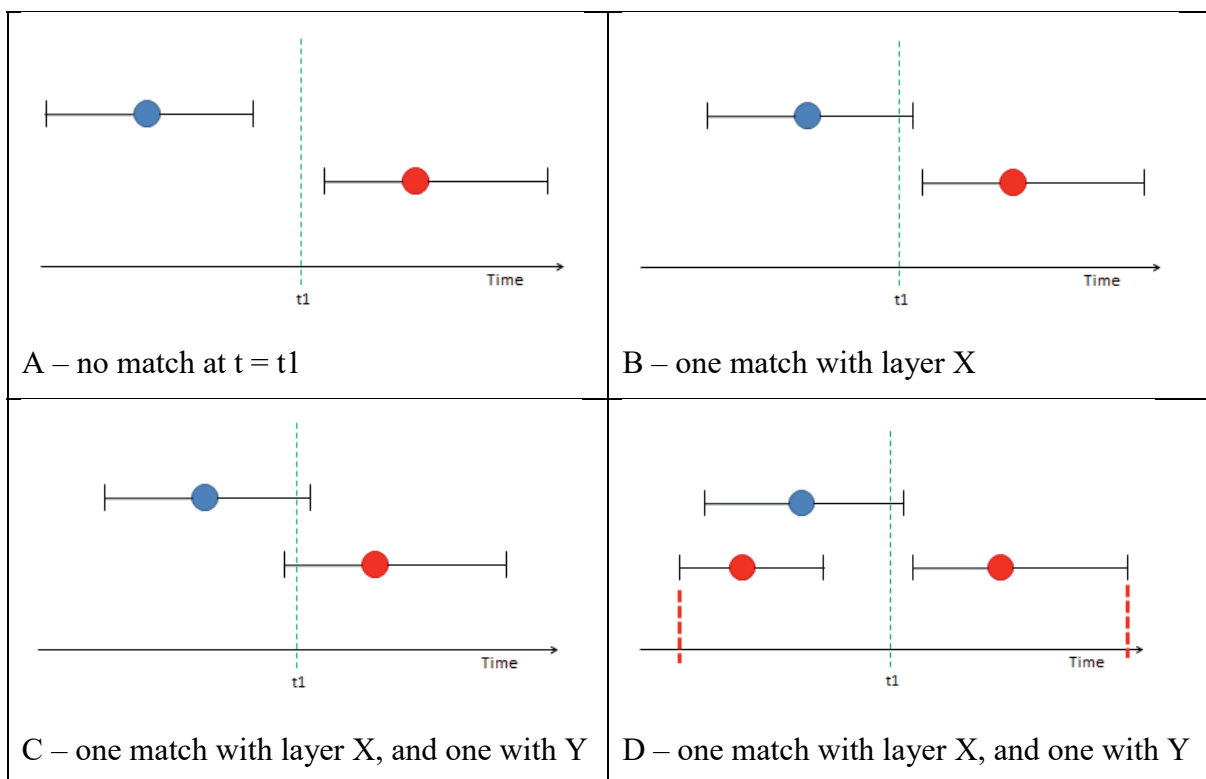 Time
t1
A – no match at t = t1
Time
t1
B – one match with layer X
Time
t1
C – one match with layer X, and one with Y
Time
t1
D – one match with layer X, and one with Y